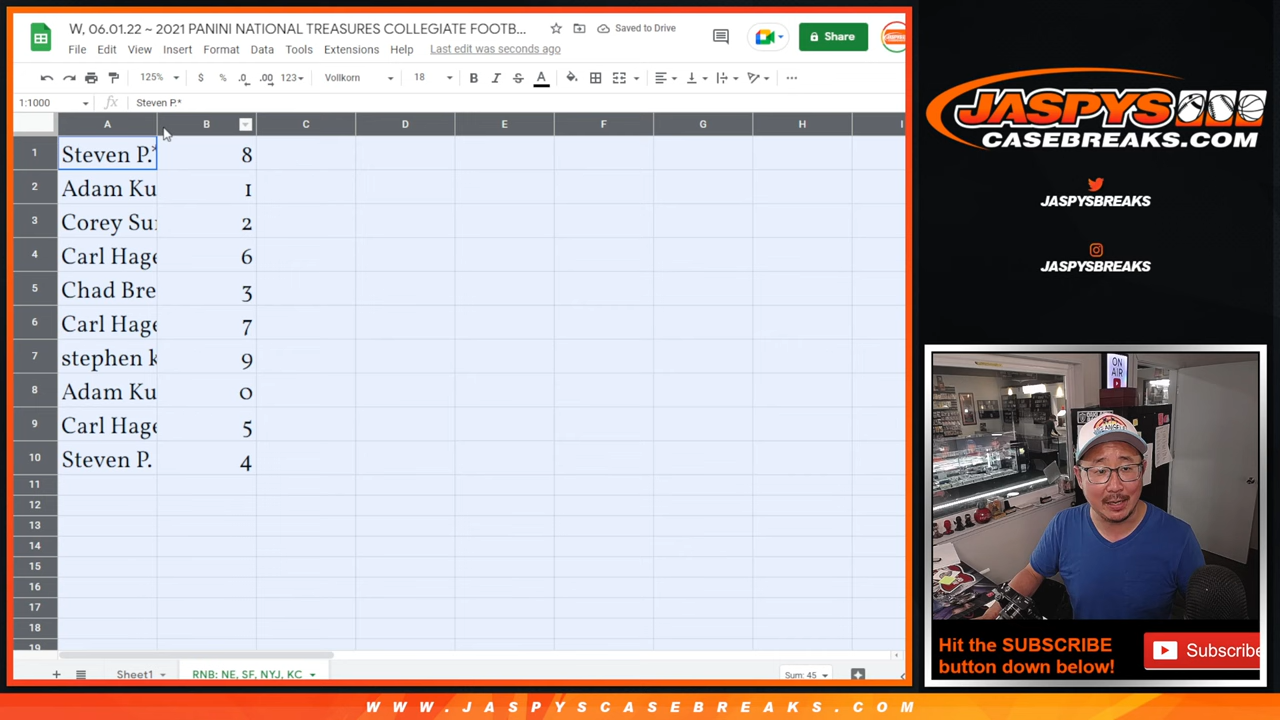 W, 06.01.22 ~ 2021 PANINI NATIONAL TREASURES COLLEGIATE FOOTB...
Saved to Drive
Share
File Edit View Insert Format Data Tools Extensions Help Last edit was seconds ago
125% $ % .0 .00 123 Vollkorn 18 B I S A
1:1000 fx Steven P.*
A B C D E F G H I
1 Steven P.* 8
2 Adam Ku 1
3 Corey Su 2
4 Carl Hage 6
5 Chad Bre 3
6 Carl Hage 7
7 stephen k 9
8 Adam Ku 0
9 Carl Hage 5
10 Steven P. 4
11
12
13
14
15
16
17
18
19
Sheet1 RNB: NE, SF, NYJ, KC Sum: 45
JASPYS
CASEBREAKS.COM
JASPYSBREAKS
JASPYSBREAKS
ON
AIR
ANGELS
Hit the SUBSCRIBE
button down below!
Subscribe
WWW.JASPYSCASEBREAKS.COM